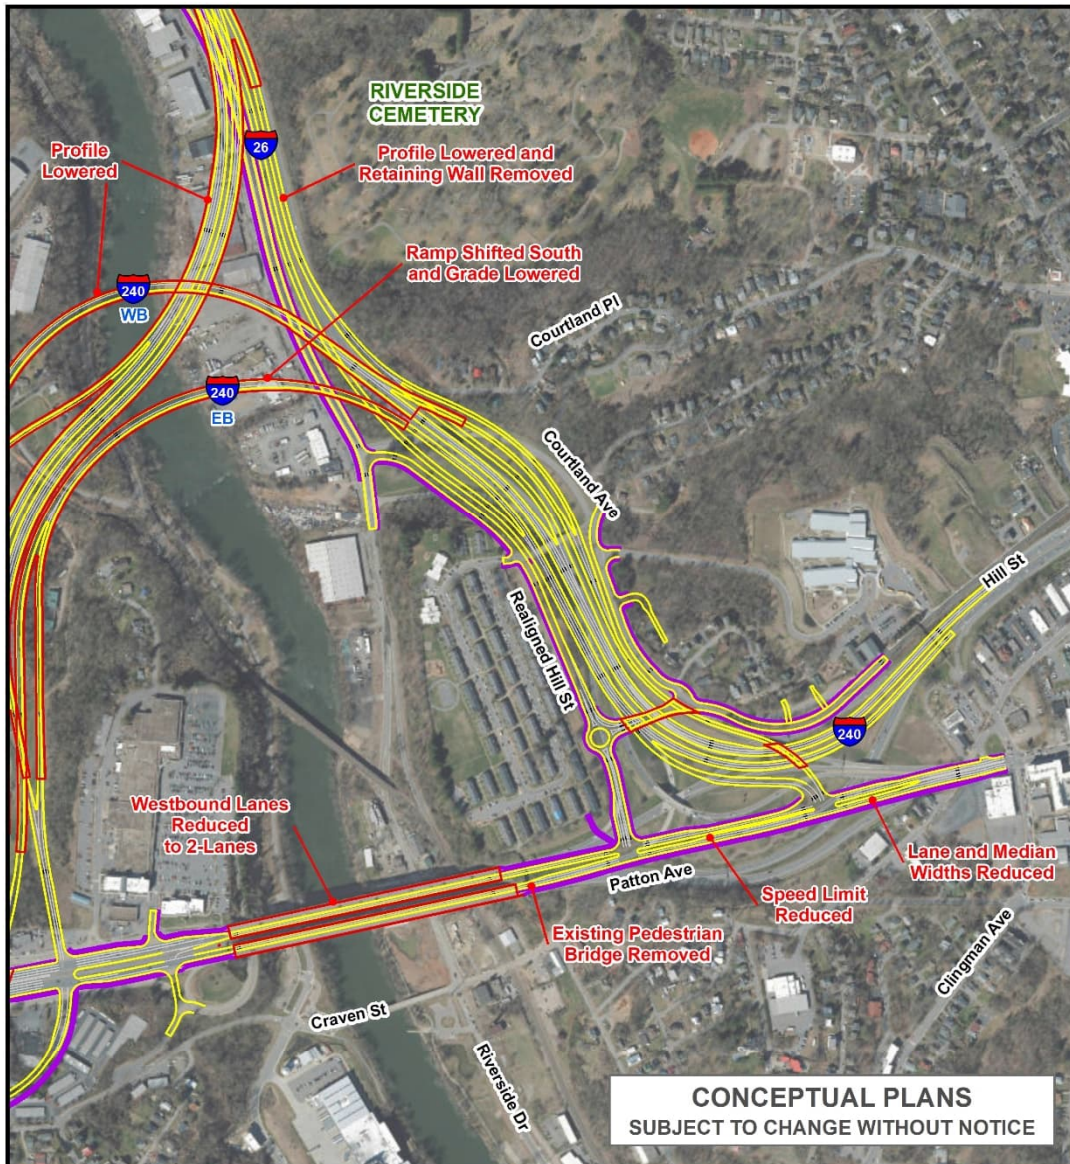 RIVERSIDE
CEMETERY
26
Profile
Lowered
Profile Lowered and
Retaining Wall Removed
Ramp Shifted South
and Grade Lowered
240
WB
Courtland Pl
240
EB
Courtland Ave
Hill St
Realigned Hill St
240
Westbound Lanes
Reduced
to 2-Lanes
Patton Ave
Lane and Median
Widths Reduced
Speed Limit
Reduced
Existing Pedestrian
Bridge Removed
Clingman Ave
Craven St
Riverside Dr
CONCEPTUAL PLANS
SUBJECT TO CHANGE WITHOUT NOTICE